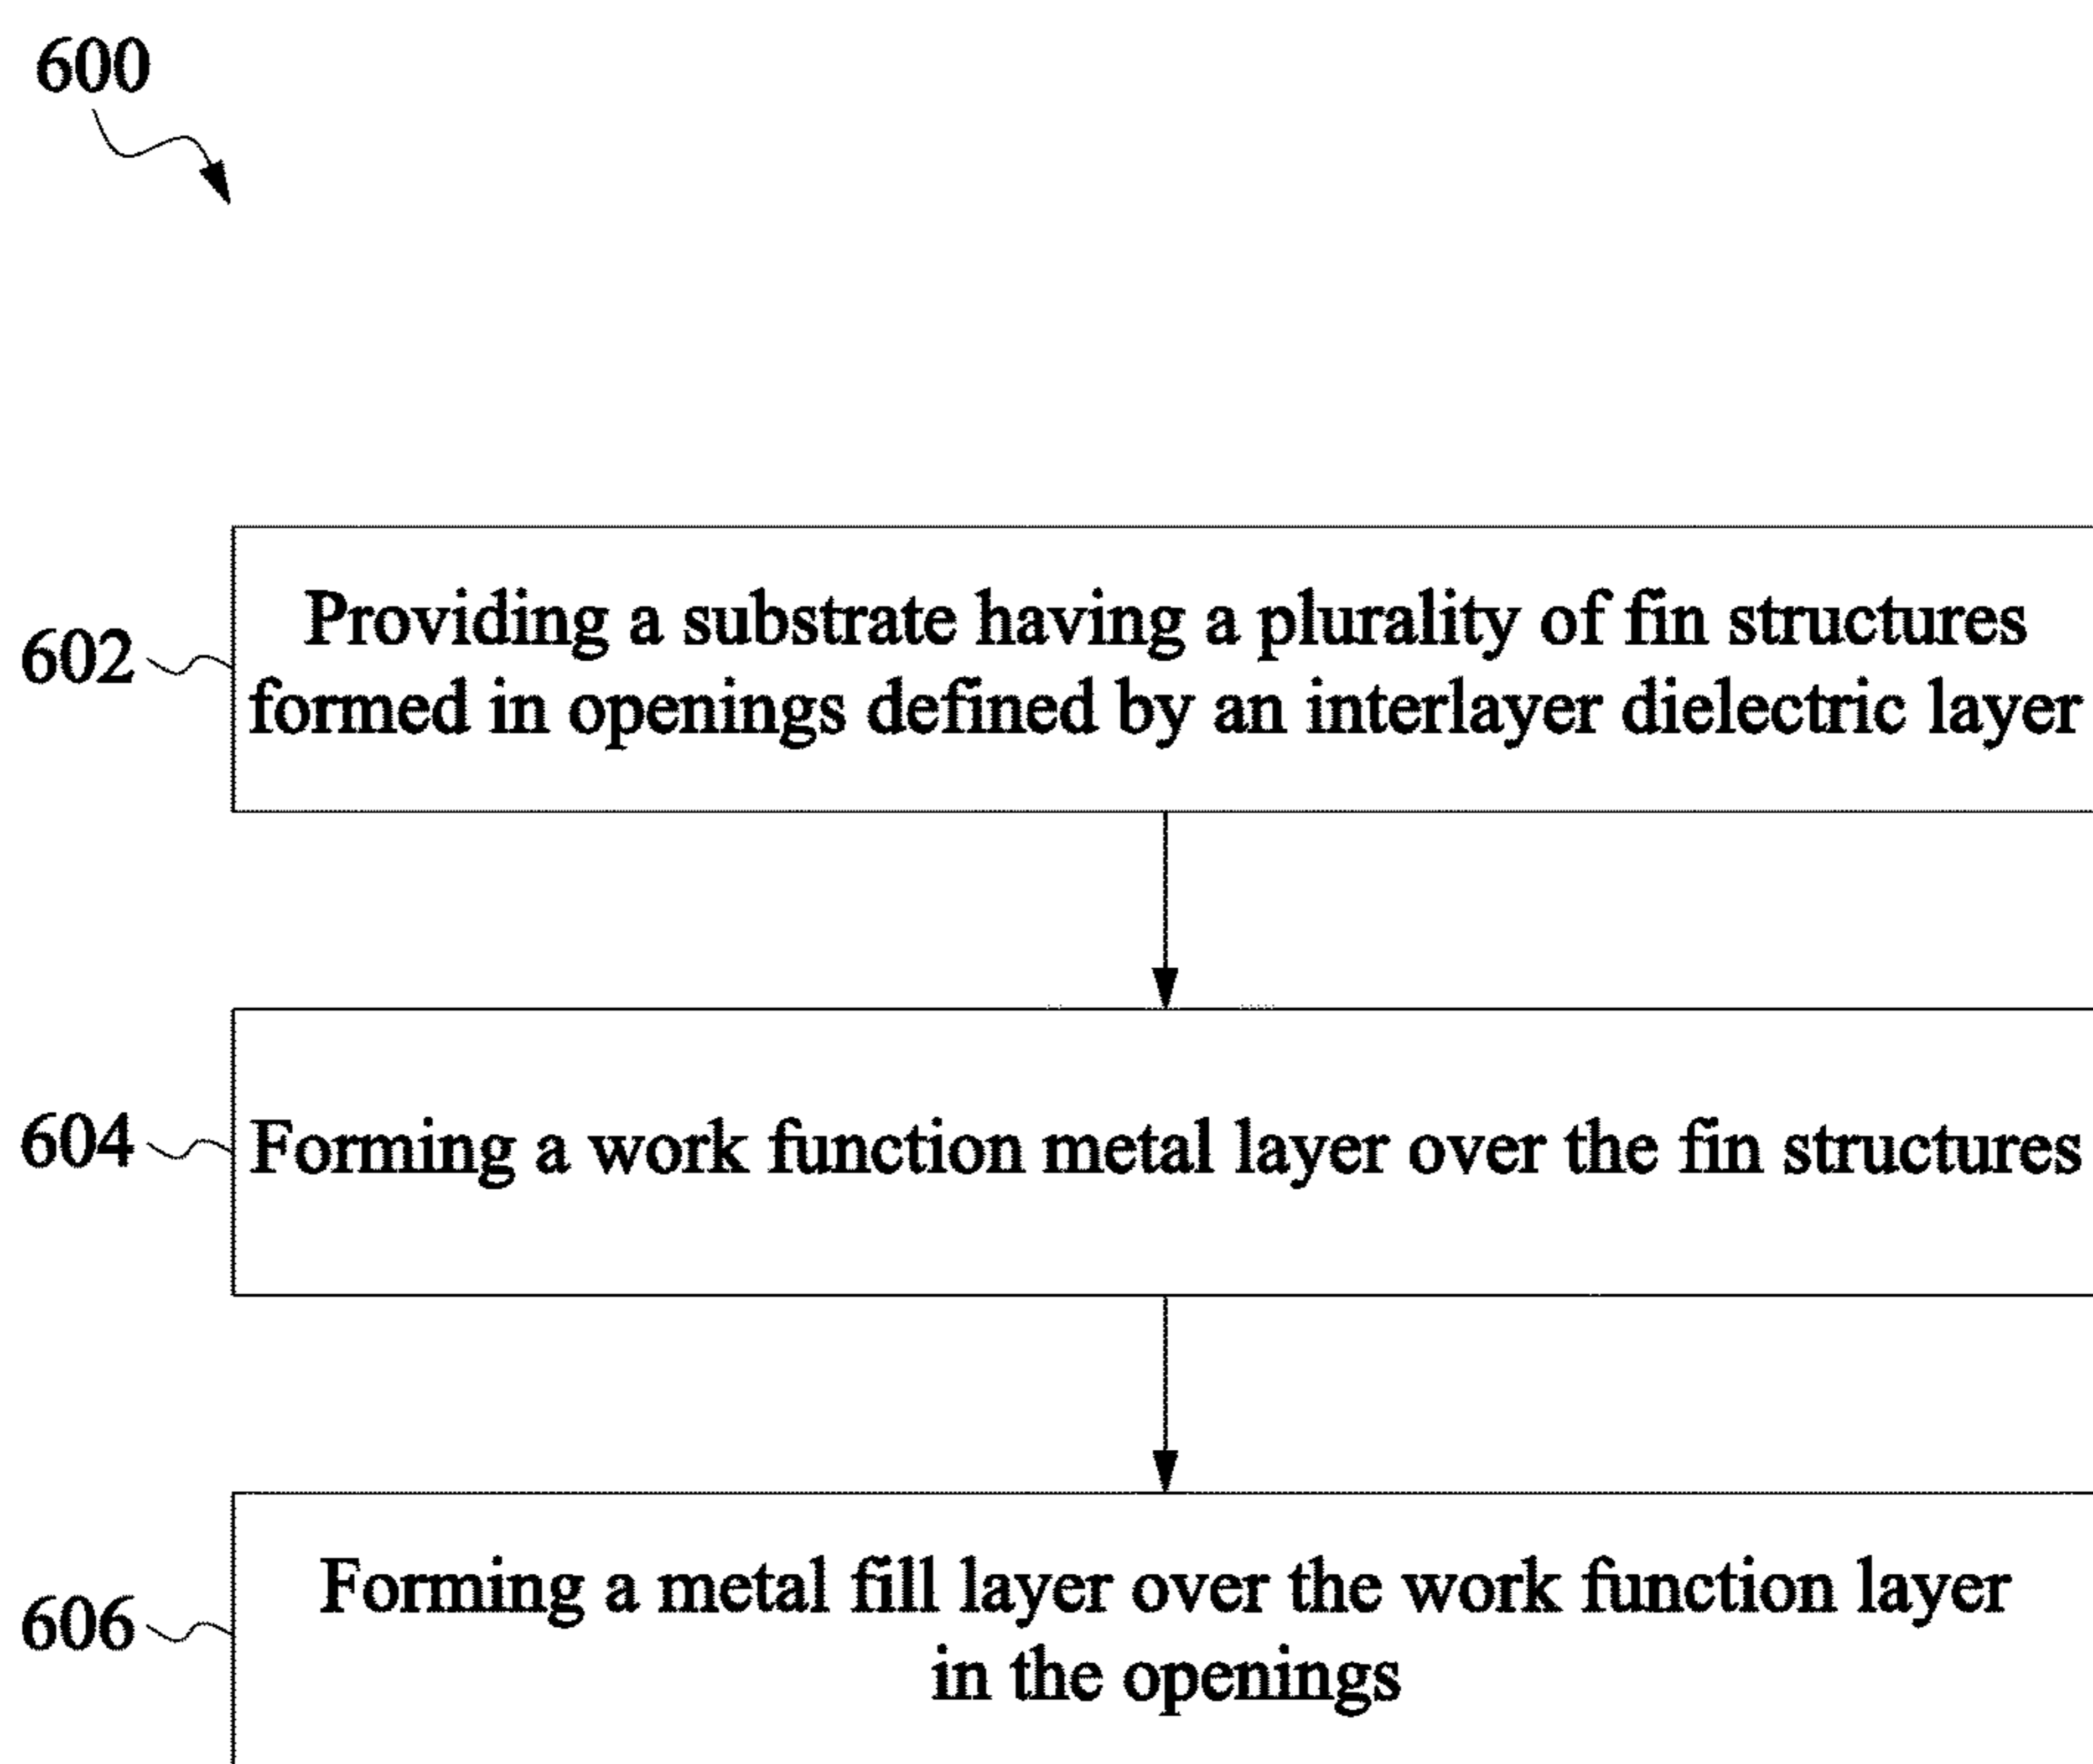 600
602
Providing a substrate having a plurality of fin structures
formed in openings defined by an interlayer dielectric layer
604
Forming a work function metal layer over the fin structures
606
Forming a metal fill layer over the work function layer
in the openings